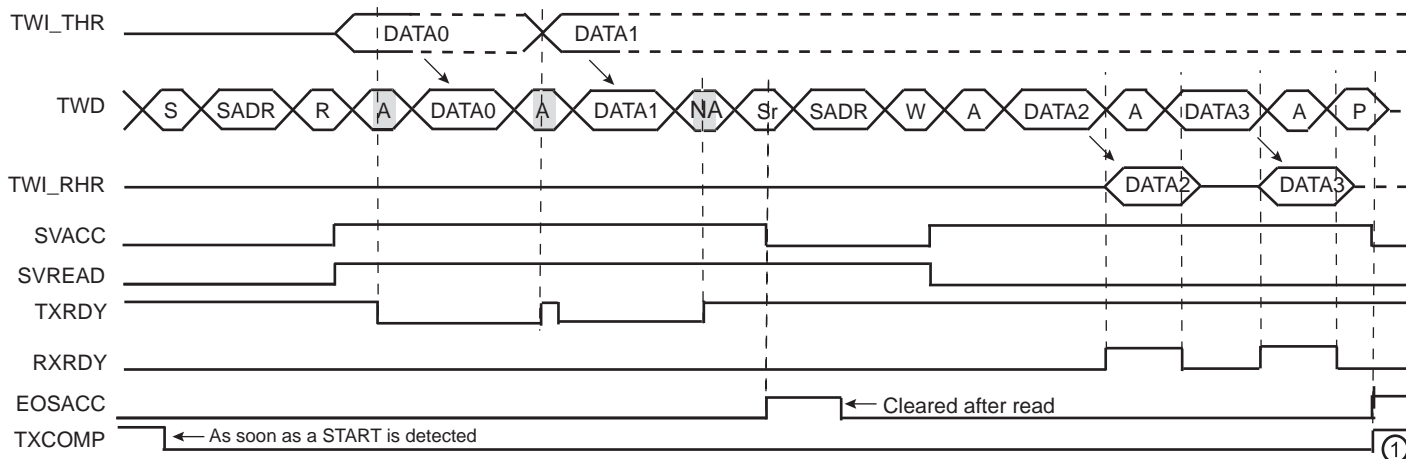 TWI_THR DATA0 DATA1
TWD S SADR R A DATA0 A DATA1 NA Sr SADR W A DATA2 A DATA3 A P
TWI_RHR DATA2 DATA3
SVACC
SVREAD
TXRDY
RXRDY
EOSACC Cleared after read
TXCOMP As soon as a START is detected 1